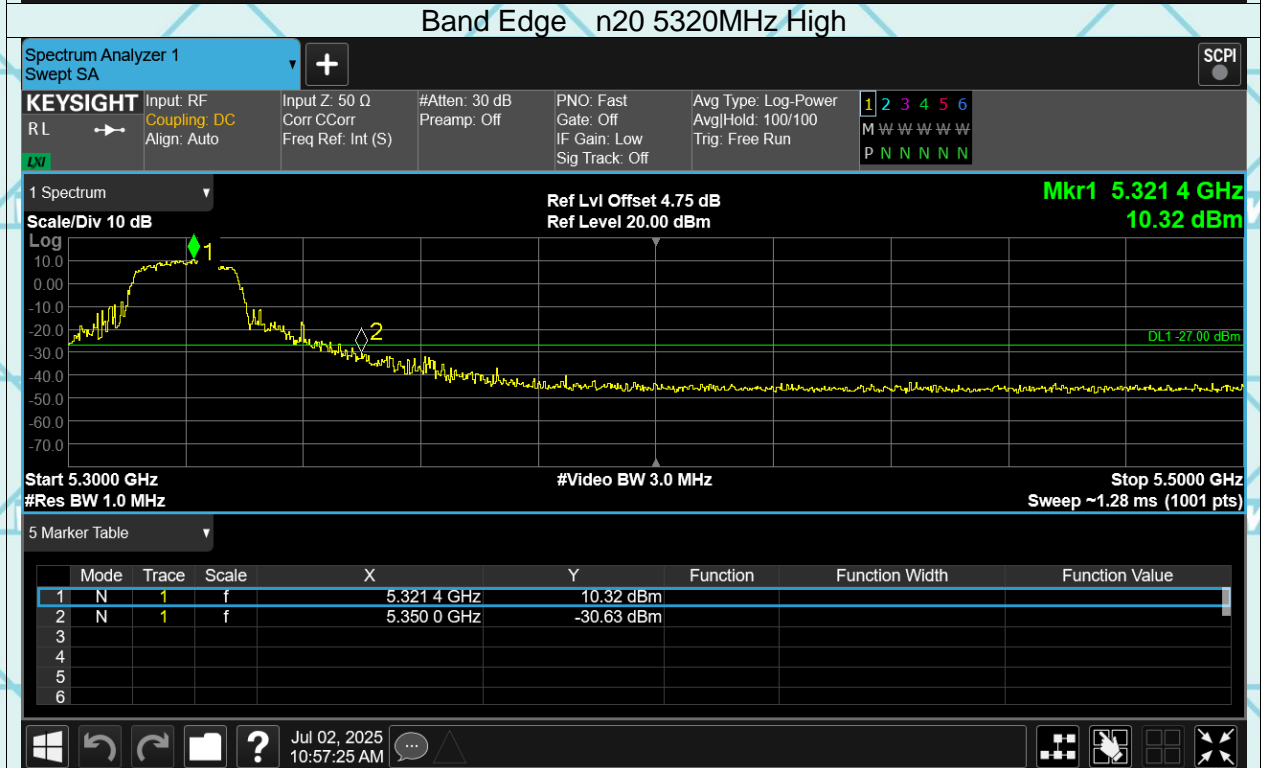 Band Edge n20 5320MHz High
Spectrum Analyzer 1
Swept SA
+
SCPI
KEYSIGHT
RL
LXI
Input: RF
Coupling: DC
Align: Auto
Input Z: 50 Ω
Corr CCorr
Freq Ref: Int (S)
#Atten: 30 dB
Preamp: Off
PNO: Fast
Gate: Off
IF Gain: Low
Sig Track: Off
Avg Type: Log-Power
Avg|Hold: 100/100
Trig: Free Run
1 2 3 4 5 6
M W W W W W
P N N N N N
1 Spectrum
Scale/Div 10 dB
Ref Lvl Offset 4.75 dB
Ref Level 20.00 dBm
Mkr1 5.321 4 GHz
10.32 dBm
Log
10.0
0.00
-10.0
-20.0
-30.0
-40.0
-50.0
-60.0
-70.0
1
2
DL1 -27.00 dBm
Start 5.3000 GHz
#Res BW 1.0 MHz
#Video BW 3.0 MHz
Stop 5.5000 GHz
Sweep ~1.28 ms (1001 pts)
5 Marker Table
Mode Trace Scale X Y Function Function Width Function Value
1 N 1 f 5.321 4 GHz 10.32 dBm
2 N 1 f 5.350 0 GHz -30.63 dBm
3
4
5
6
?
Jul 02, 2025
10:57:25 AM